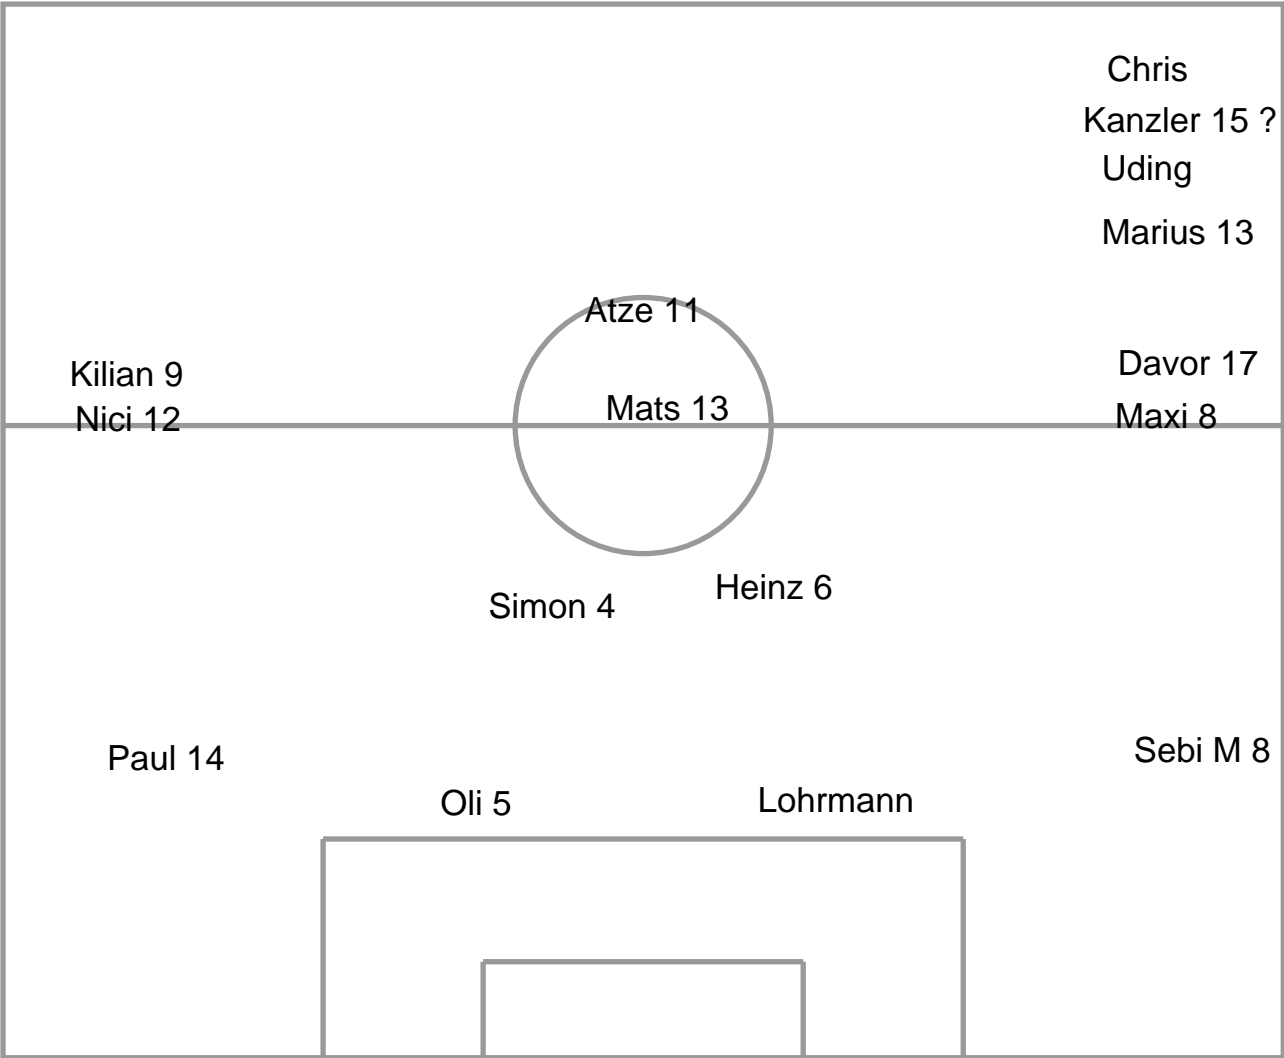 Chris
Kanzler 15 ?
Uding
Marius 13
Atze 11
Davor 17
Kilian 9
Mats 13
Maxi 8
Nici 12
Heinz 6
Simon 4
Sebi M 8
Paul 14
Lohrmann
Oli 5